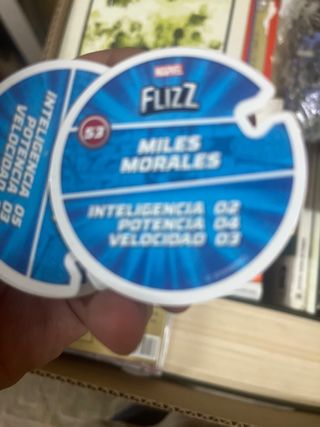 MARVEL
FLIZZ
53
MILES
MORALES
INTELIGENCIA 02
POTENCIA 04
VELOCIDAD 03
INTELIGENCIA 05
POTENCIA
VELOCIDAD 03